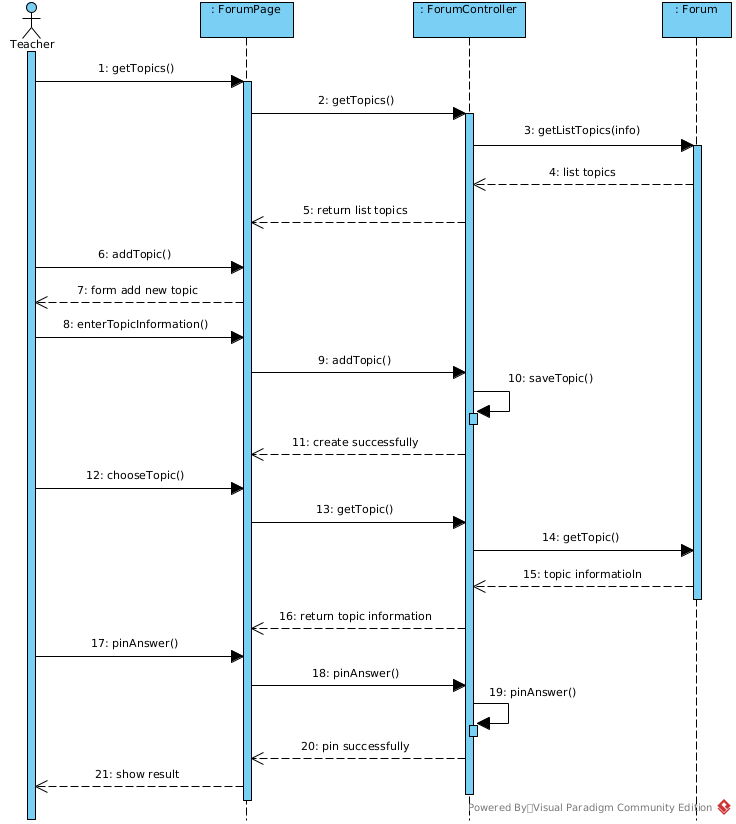 : ForumPage
: ForumController
: Forum
Teacher
1: getTopics()
2: getTopics()
3: getListTopics(info)
4: list topics
5: return list topics
6: addTopic()
7: form add new topic
8: enterTopicInformation()
9: addTopic()
10: saveTopic()
11: create successfully
12: chooseTopic()
13: getTopic()
14: getTopic()
15: topic informatioln
16: return topic information
17: pinAnswer()
18: pinAnswer()
19: pinAnswer()
20: pin successfully
21: show result
Powered By Visual Paradigm Community Edition